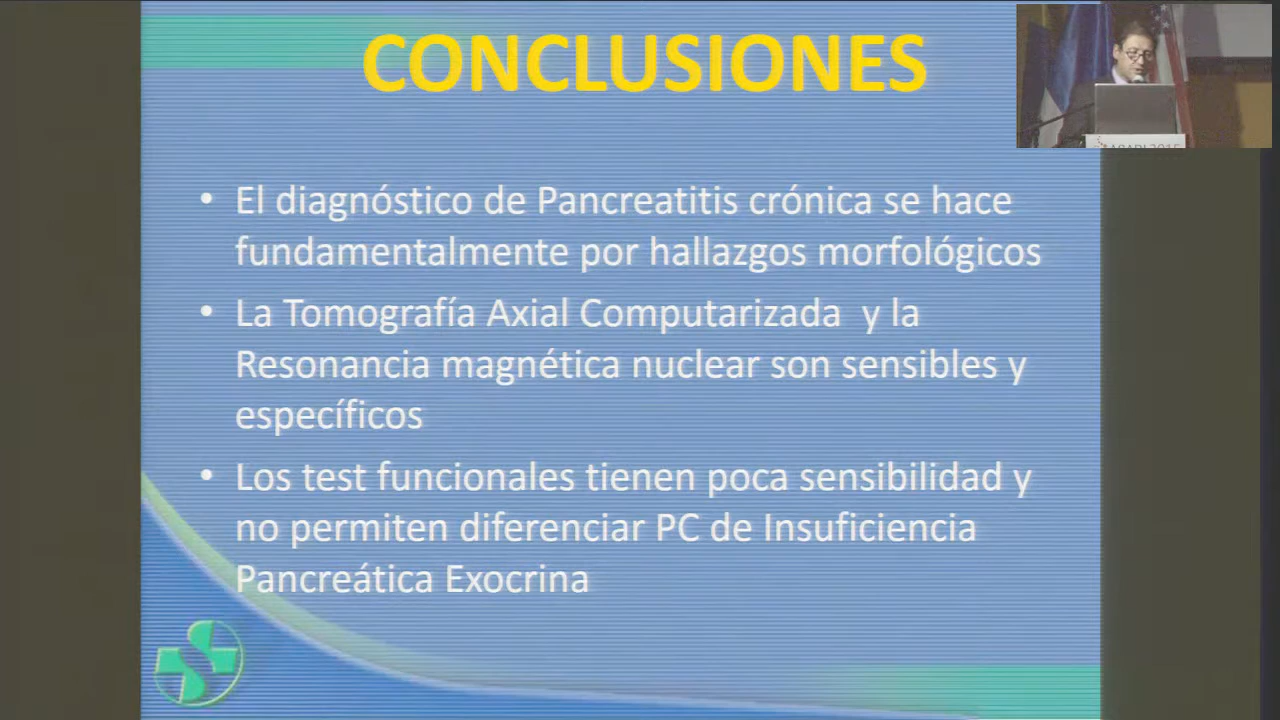 CONCLUSIONES
• El diagnóstico de Pancreatitis crónica se hace
fundamentalmente por hallazgos morfológicos
• La Tomografía Axial Computarizada y la
Resonancia magnética nuclear son sensibles y
específicos
• Los test funcionales tienen poca sensibilidad y
no permiten diferenciar PC de Insuficiencia
Pancreática Exocrina